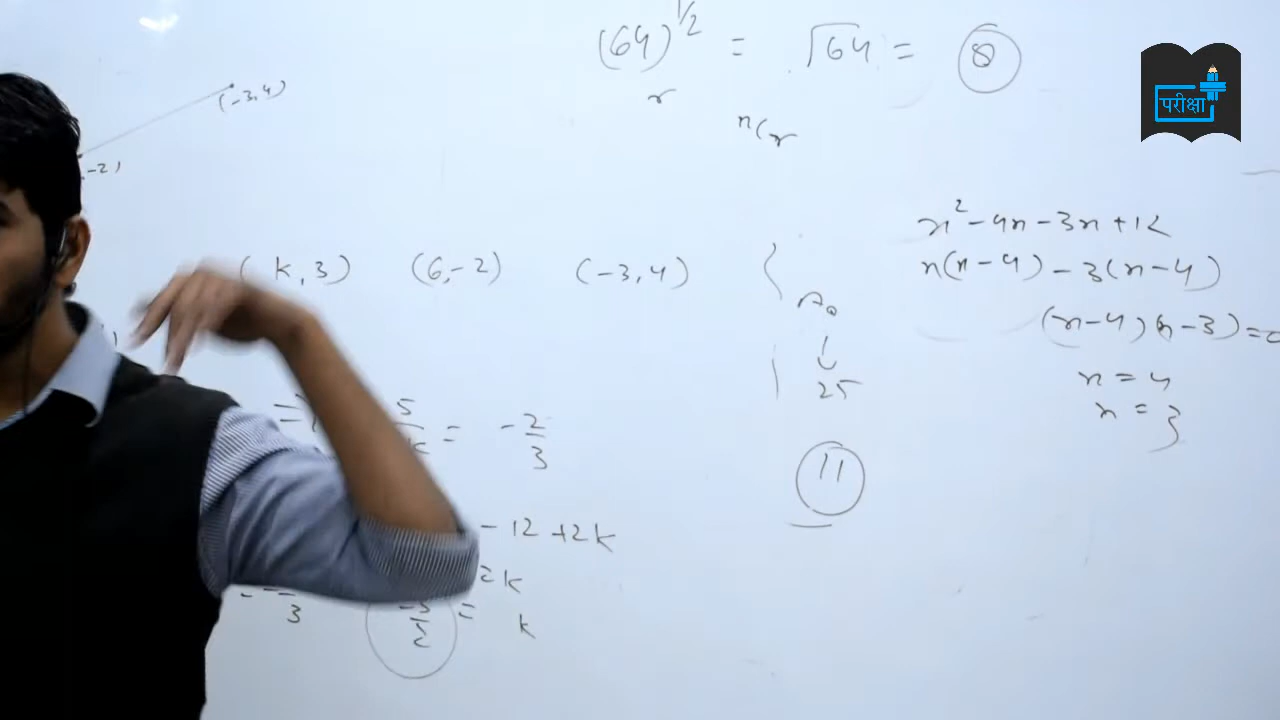 (64)^1/2 = √64 = 8
r
nCr
परीक्षा
(-3,4)
-2)
(k,3) (6,-2) (-3,4)
25
11
x² - 4x - 3x + 12
x(x-4) - 3(x-4)
(x-4)(x-3)=0
x = 4
x = 3
5
= -2/3
-12 + 2k
2k
3
= k